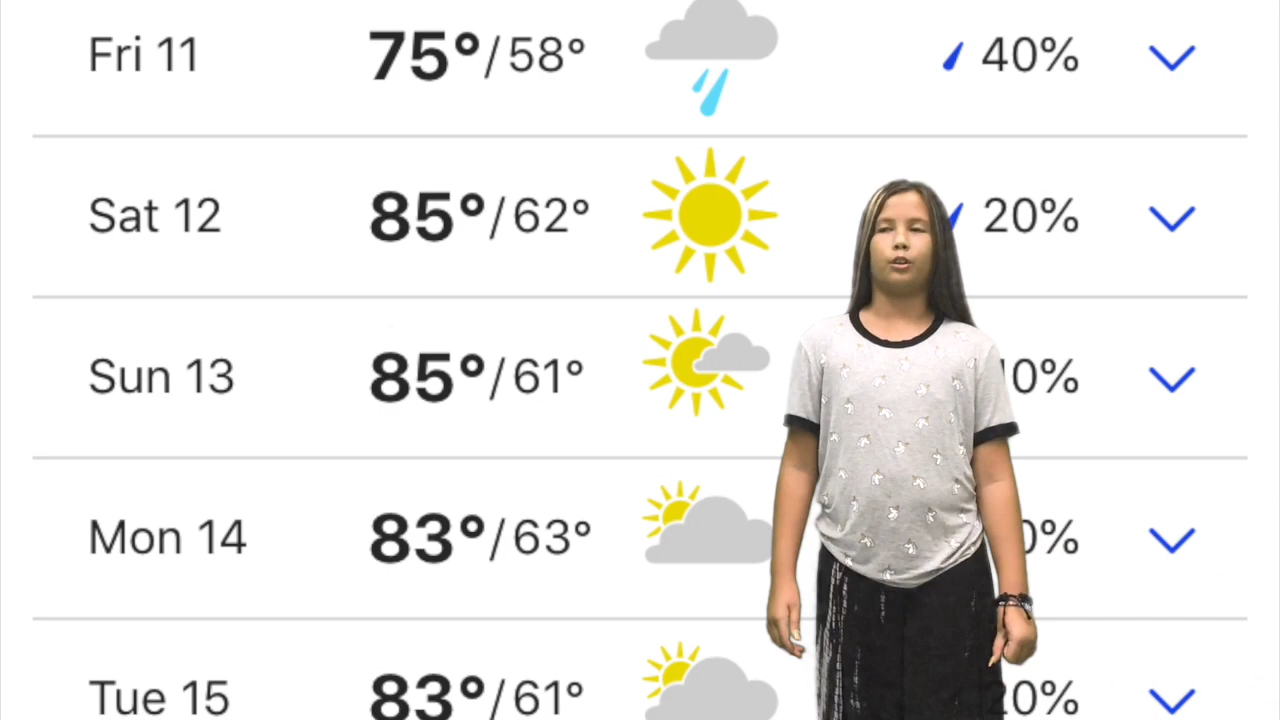 Fri 11 75°/58° 40%
Sat 12 85°/62° 20%
Sun 13 85°/61°
Mon 14 83°/63°
Tue 15 83°/61° 20%